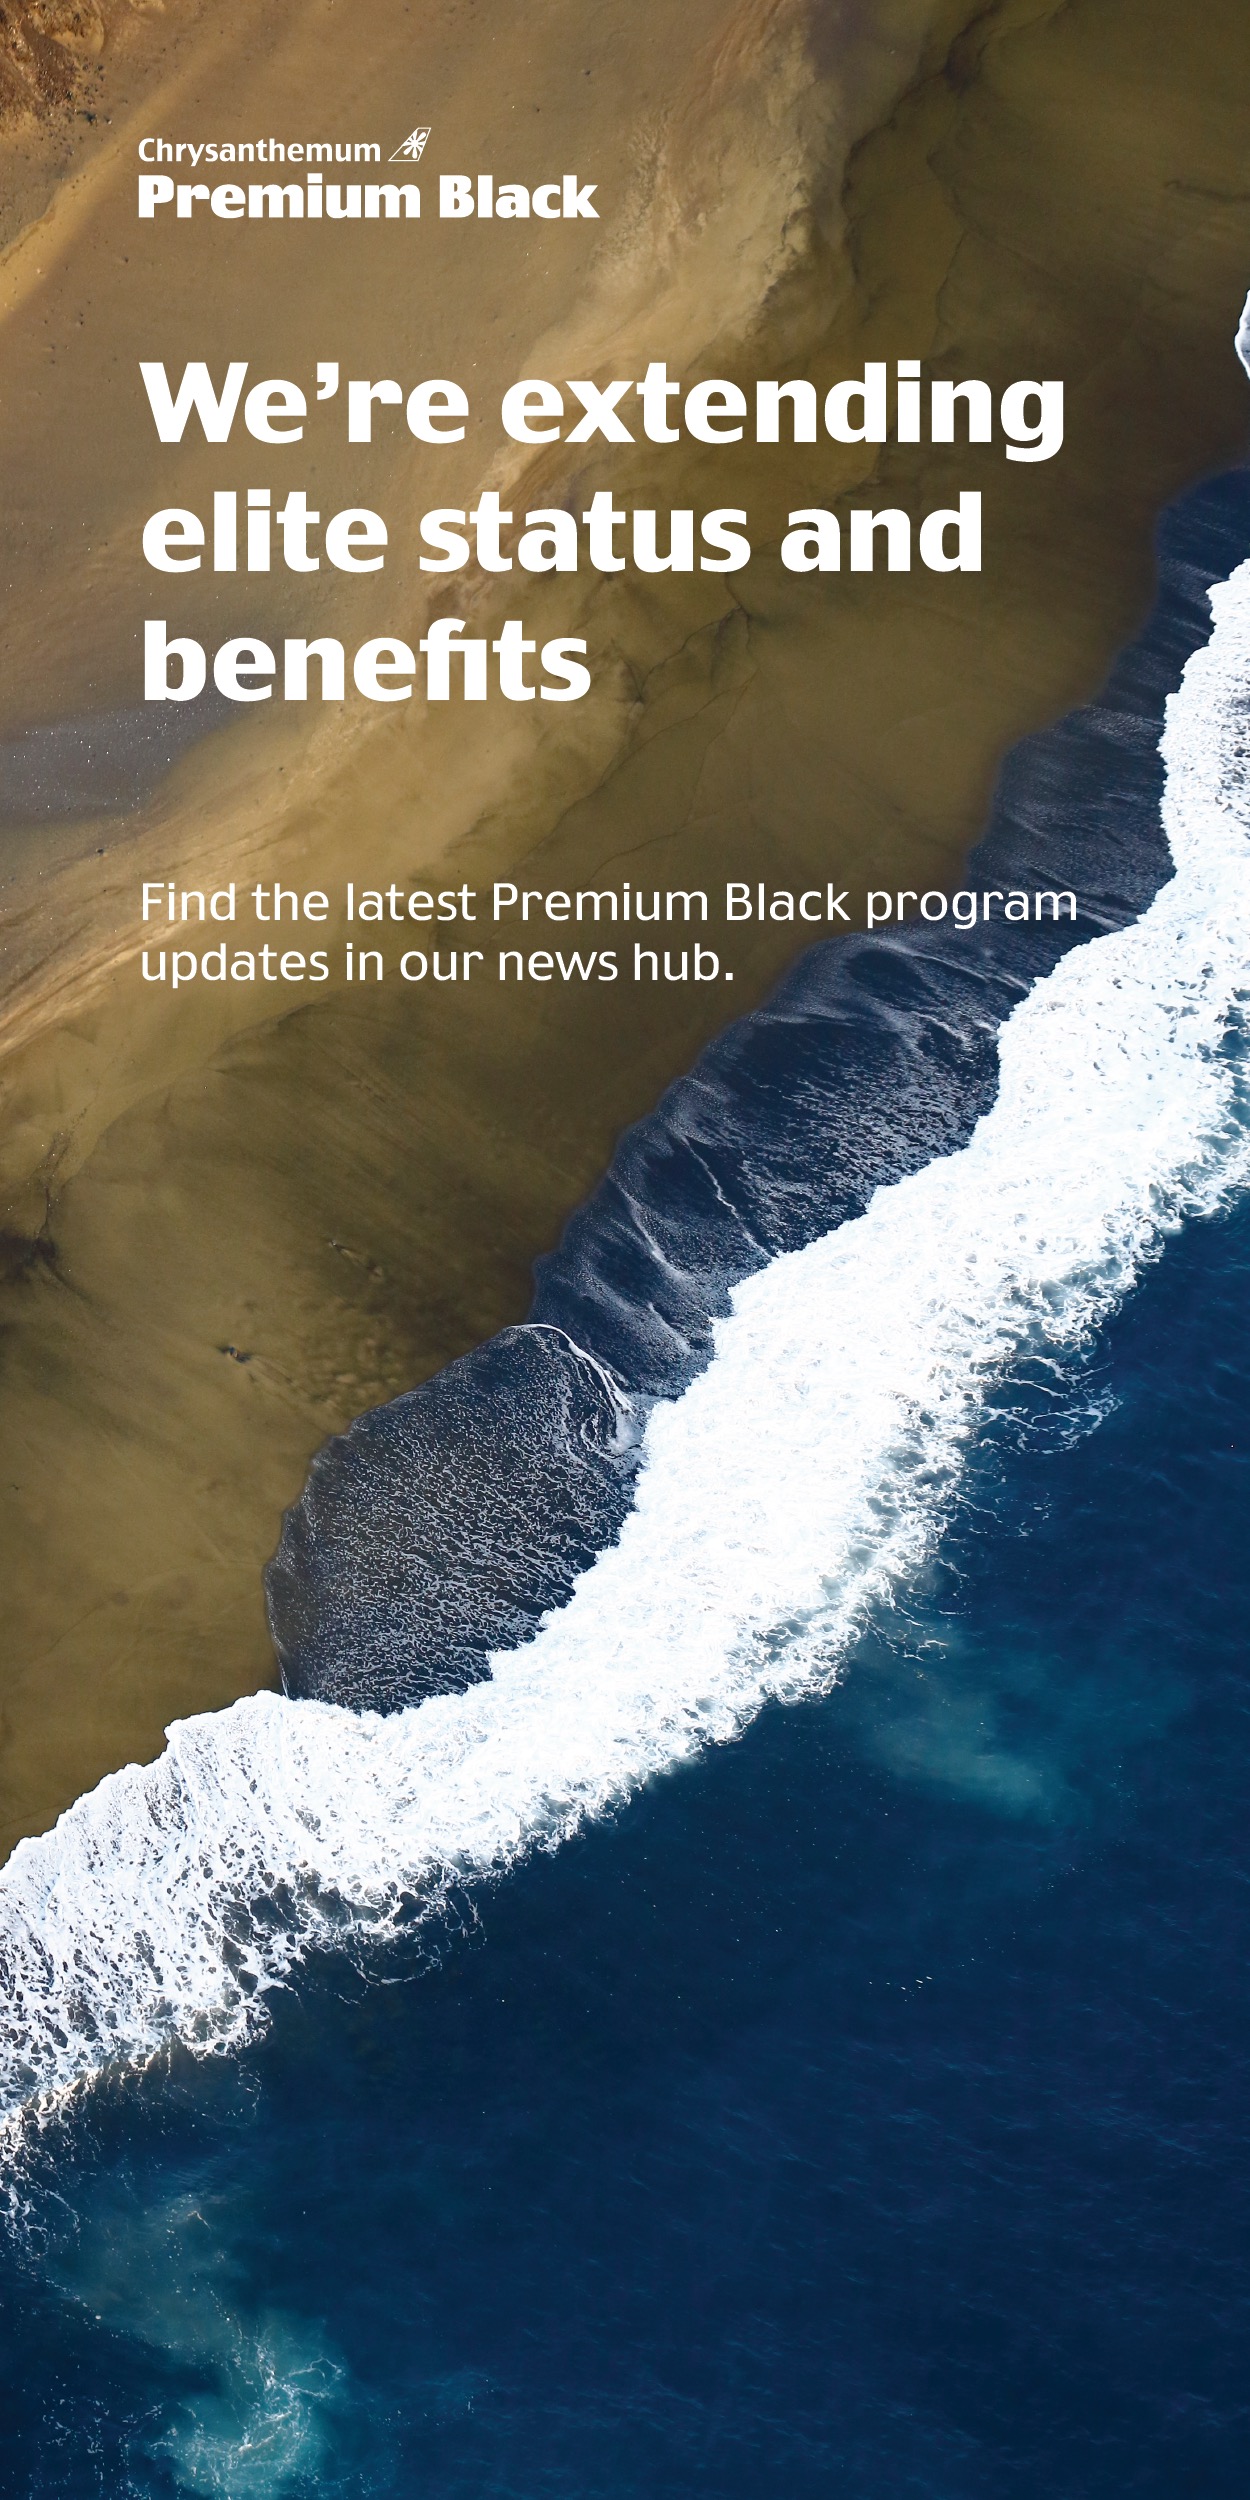 Chrysanthemum
Premium Black
We’re extending
elite status and
benefits
Find the latest Premium Black program
updates in our news hub.